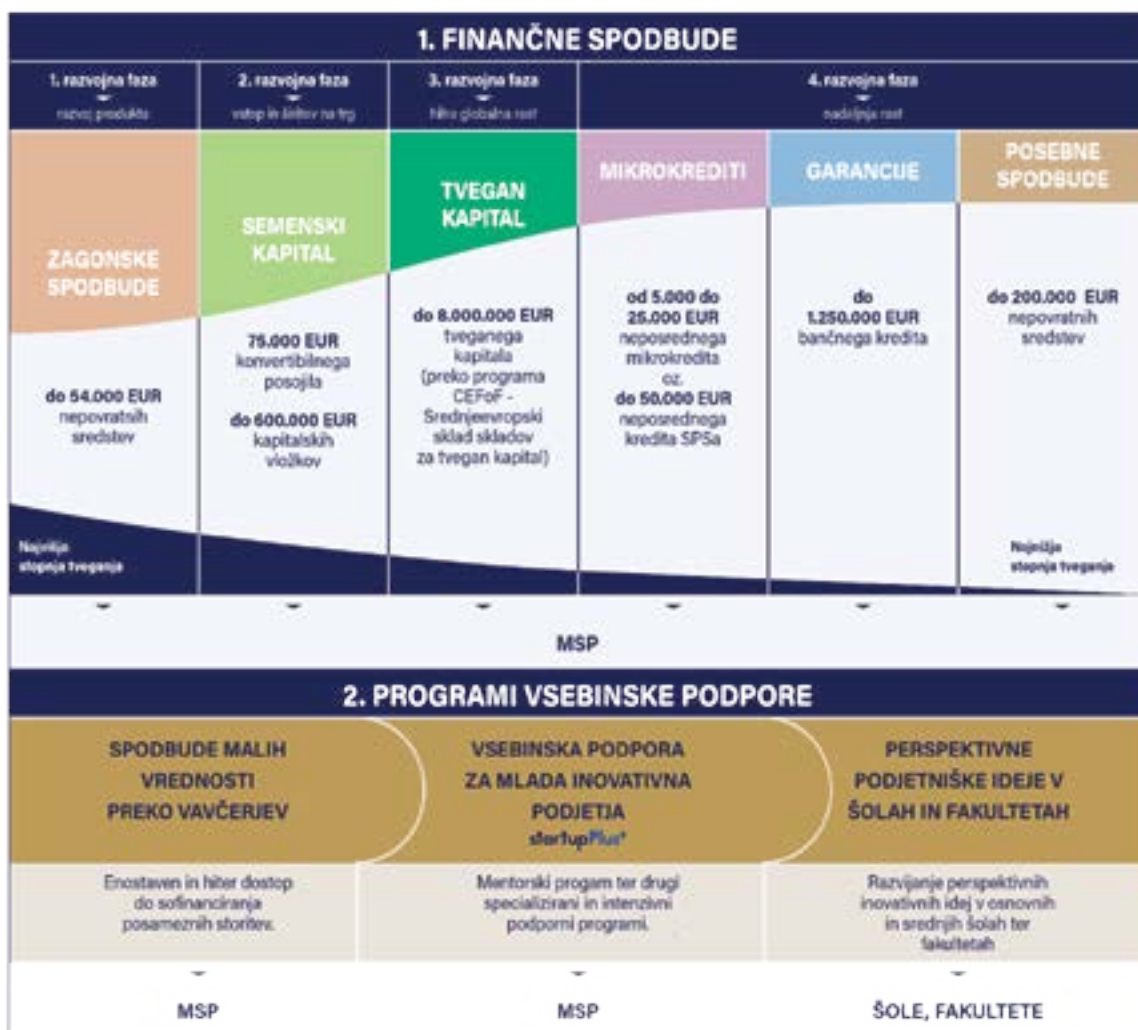 1. FINANČNE SPODBUDE
1. razvojna faza
razvoj produkta
2. razvojna faza
vstop in širitev na trg
3. razvojna faza
hitra globalna rast
4. razvojna faza
nadaljnja rast
ZAGONSKE
SPODBUDE
do 54.000 EUR
nepovratnih
sredstev
SEMENSKI
KAPITAL
75.000 EUR
konvertibilnega
posojila
do 600.000 EUR
kapitalskih
vložkov
TVEGAN
KAPITAL
do 8.000.000 EUR
tveganega
kapitala
(preko programa
CEFoF -
Srednjeevropski
sklad skladov
za tvegan kapital)
MIKROKREDITI
od 5.000 do
25.000 EUR
neposrednega
mikrokredita
oz.
do 50.000 EUR
neposrednega
kredita SPSa
GARANCIJE
do
1.250.000 EUR
bančnega kredita
POSEBNE
SPODBUDE
do 200.000 EUR
nepovratnih
sredstev
Najvišja
stopnja tveganja
Najnižja
stopnja tveganja
MSP
2. PROGRAMI VSEBINSKE PODPORE
SPODBUDE MALIH
VREDNOSTI
PREKO VAVČERJEV
Enostaven in hiter dostop
do sofinanciranja
posameznih storitev.
MSP
VSEBINSKA PODPORA
ZA MLADA INOVATIVNA
PODJETJA
startupPlus+
Mentorski progam ter drugi
specializirani in intenzivni
podporni programi.
MSP
PERSPEKTIVNE
PODJETNIŠKE IDEJE V
ŠOLAH IN FAKULTETAH
Razvijanje perspektivnih
inovativnih idej v osnovnih
in srednjih šolah ter
fakultetah
ŠOLE, FAKULTETE